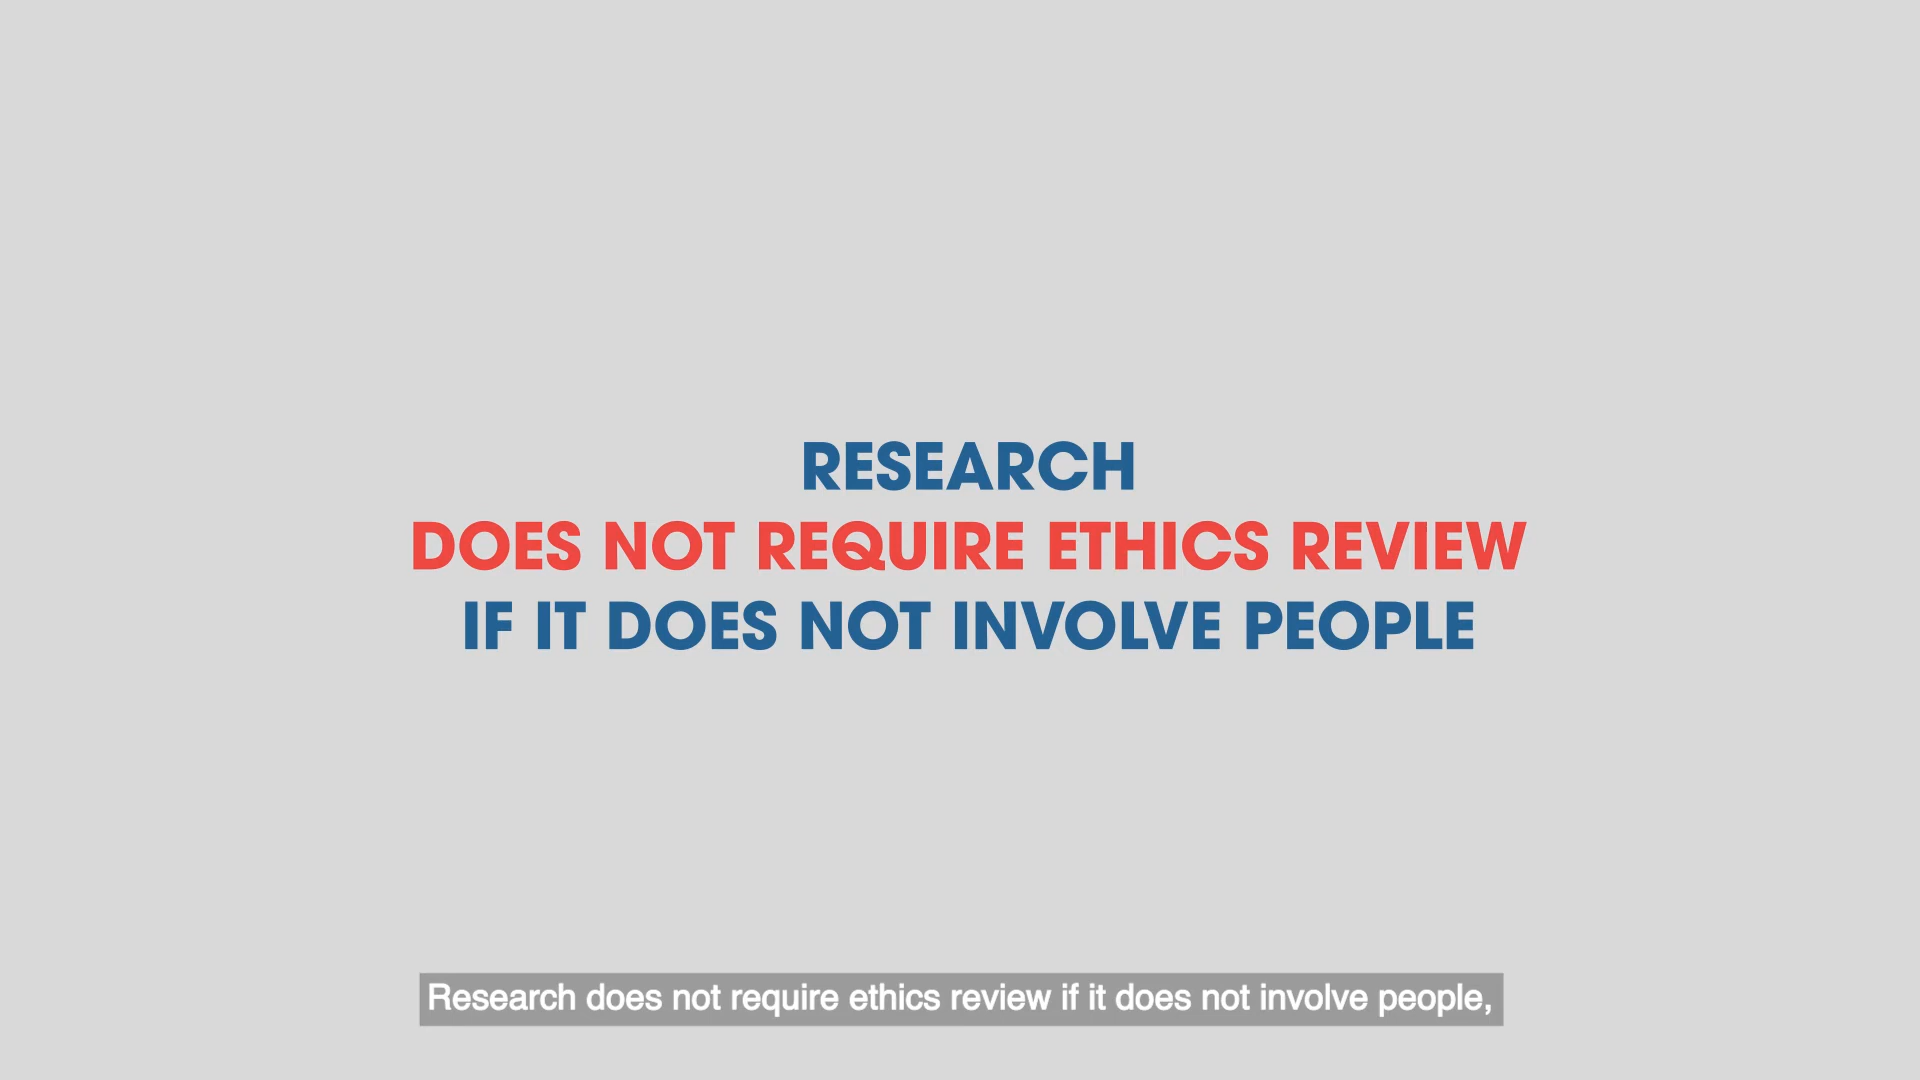 RESEARCH
DOES NOT REQUIRE ETHICS REVIEW
IF IT DOES NOT INVOLVE PEOPLE
Research does not require ethics review if it does not involve people,